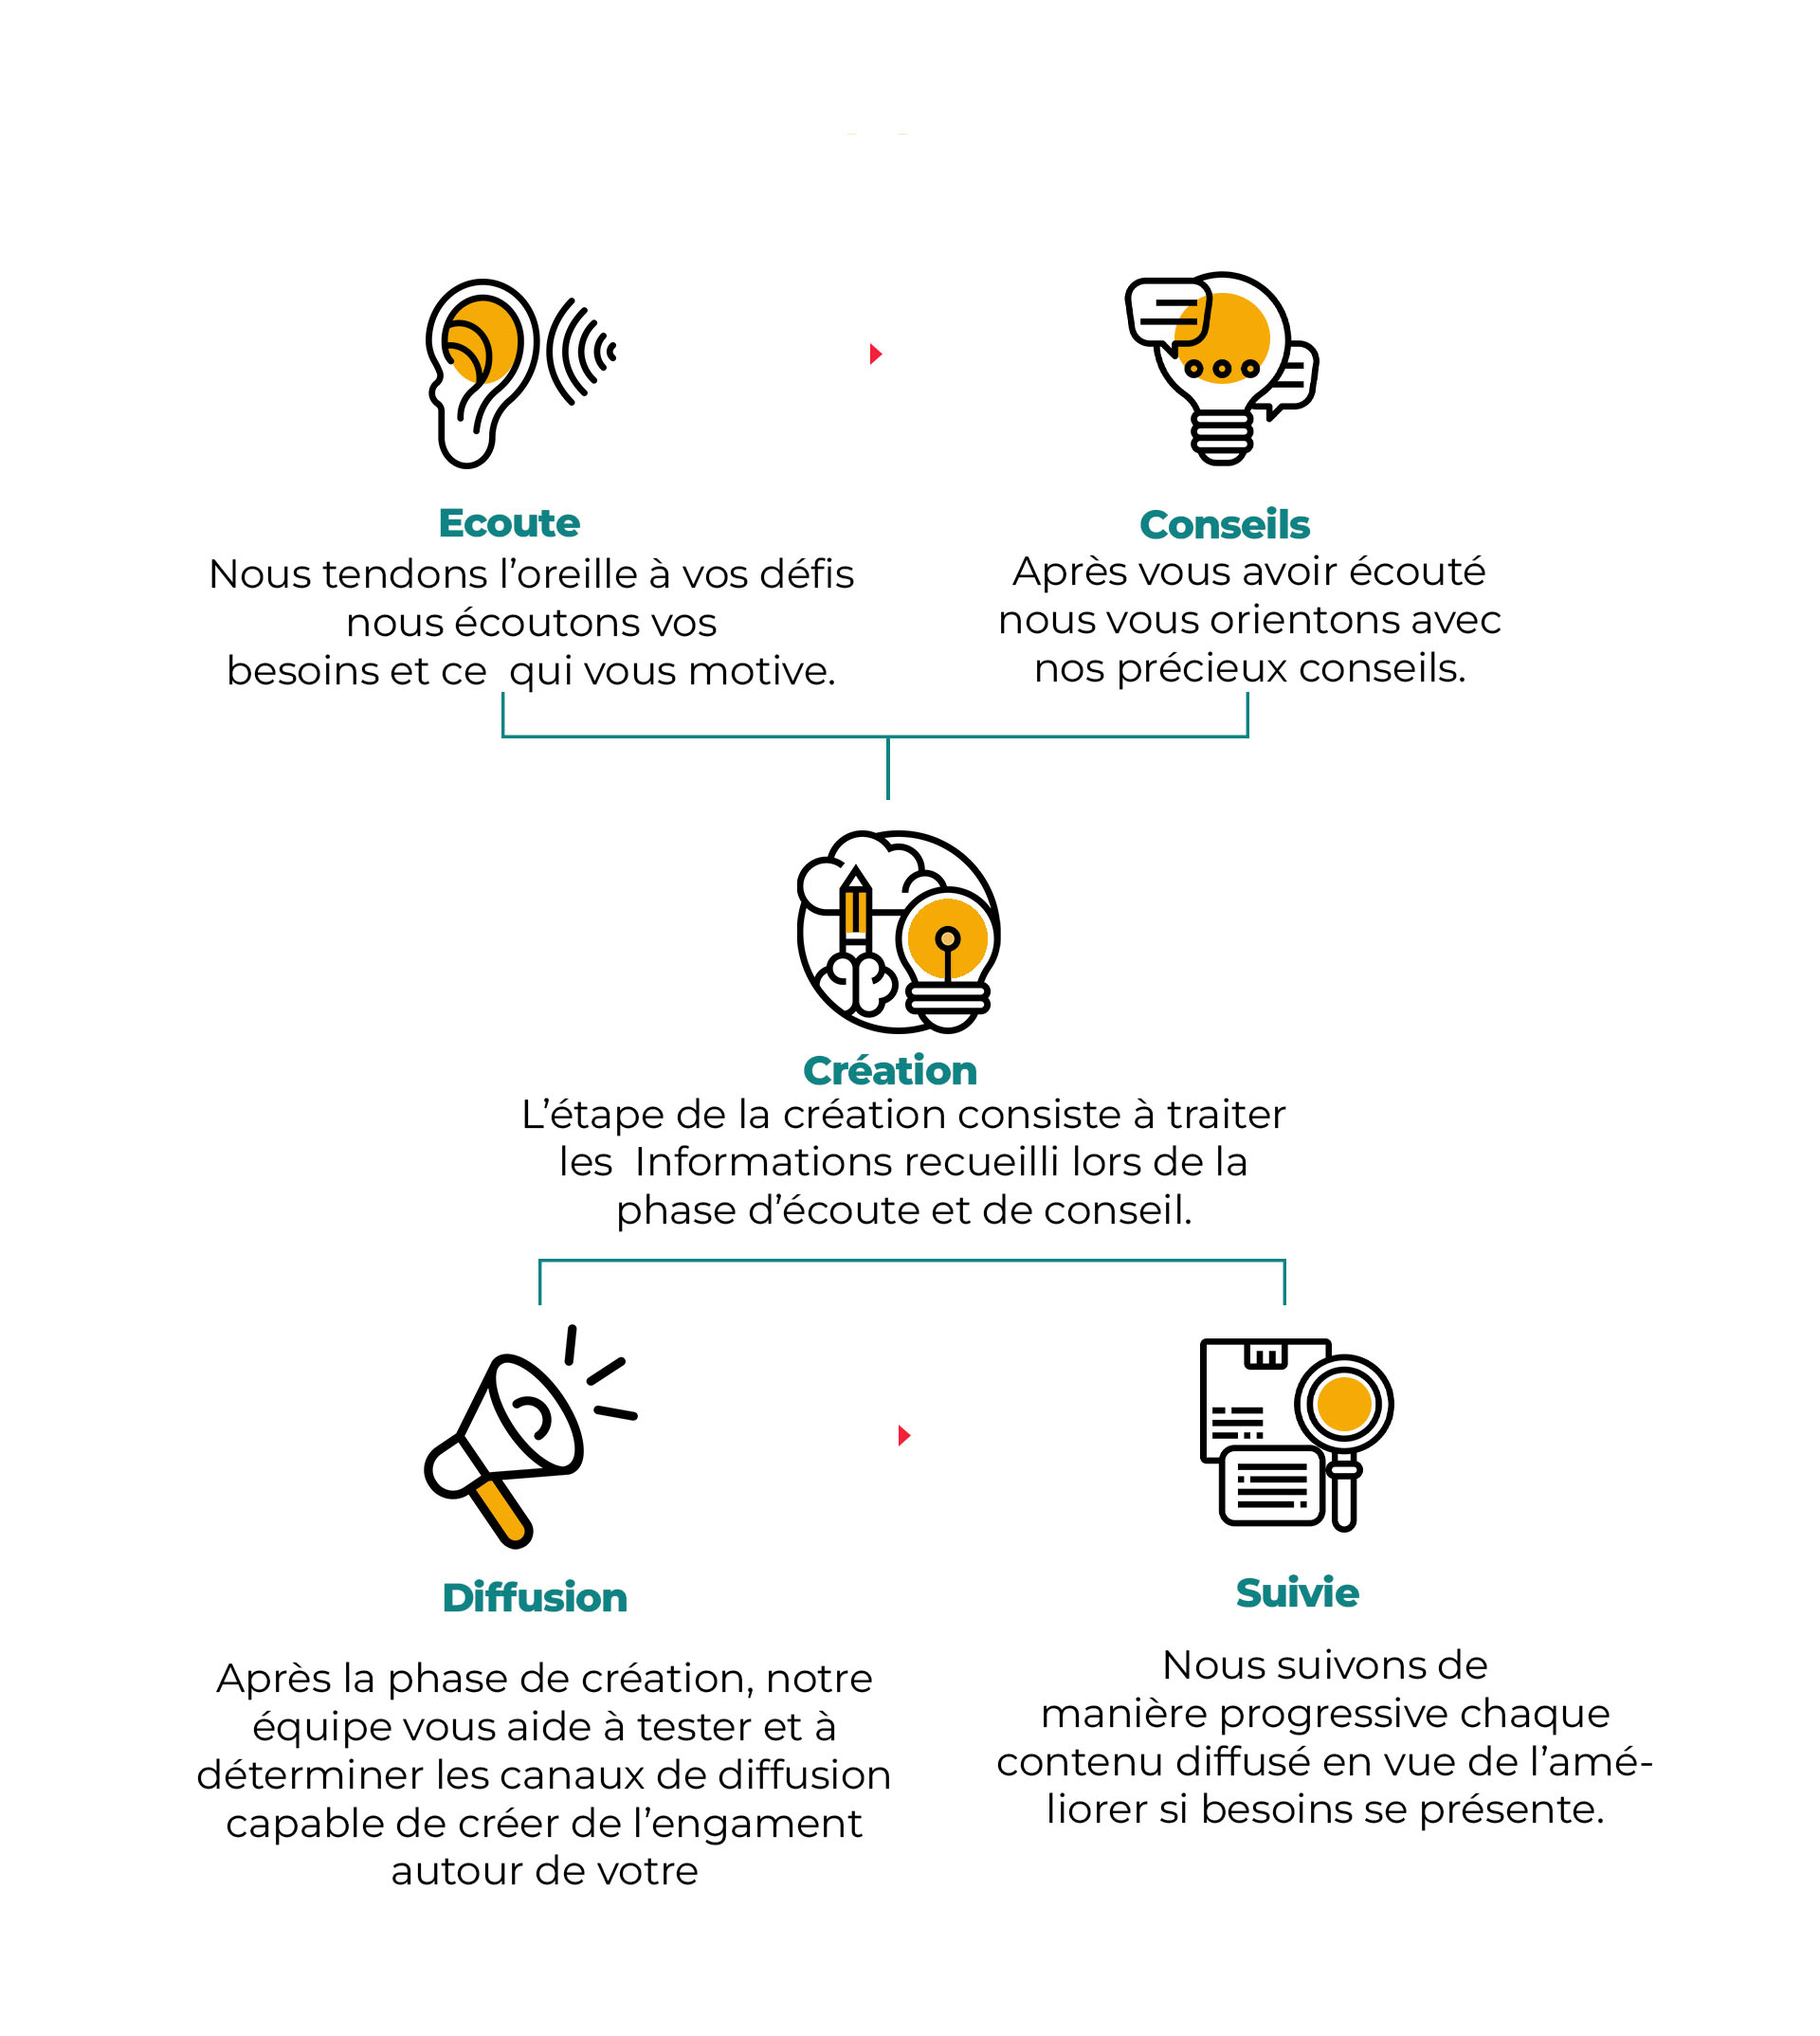 Ecoute
Nous tendons l’oreille à vos défis
nous écoutons vos
besoins et ce  qui vous motive.
Conseils
Après vous avoir écouté
nous vous orientons avec
nos précieux conseils.
Création
L’étape de la création consiste à traiter
les  Informations recueilli lors de la
phase d’écoute et de conseil.
Diffusion
Après la phase de création, notre
équipe vous aide à tester et à
déterminer les canaux de diffusion
capable de créer de l’engament
autour de votre
Suivie
Nous suivons de
manière progressive chaque
contenu diffusé en vue de l’amé-
liorer si besoins se présente.